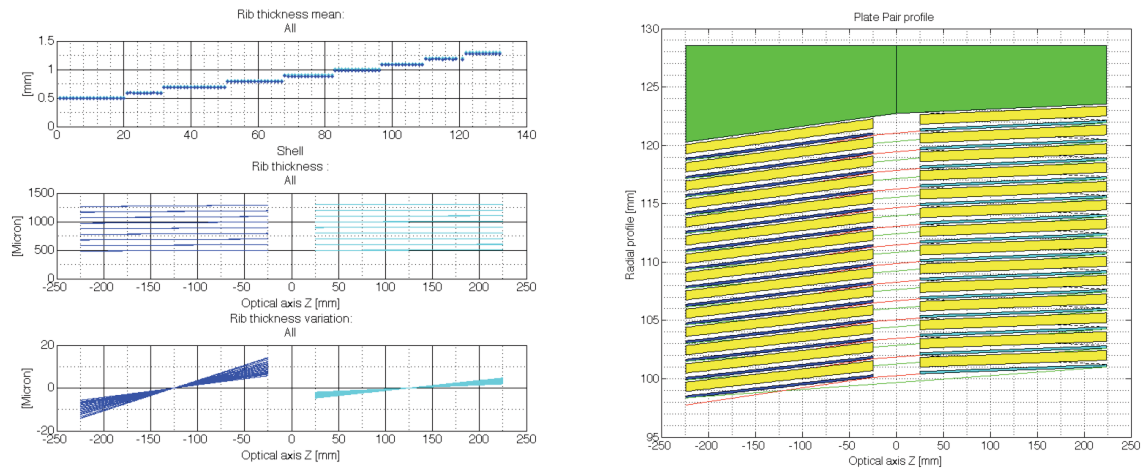 Rib thickness mean:
All
1.5
1
0.5
0
[mm]
0 20 40 60 80 100 120 140
Shell
Rib thickness :
All
1500
1000
500
0
[Micron]
-250 -200 -150 -100 -50 0 50 100 150 200 250
Optical axis Z [mm]
Rib thickness variation:
All
20
0
-20
[Micron]
-250 -200 -150 -100 -50 0 50 100 150 200 250
Optical axis Z [mm]
Plate Pair profile
130
125
120
115
110
105
100
95
Radial profile [mm]
-250 -200 -150 -100 -50 0 50 100 150 200 250
Optical axis Z [mm]